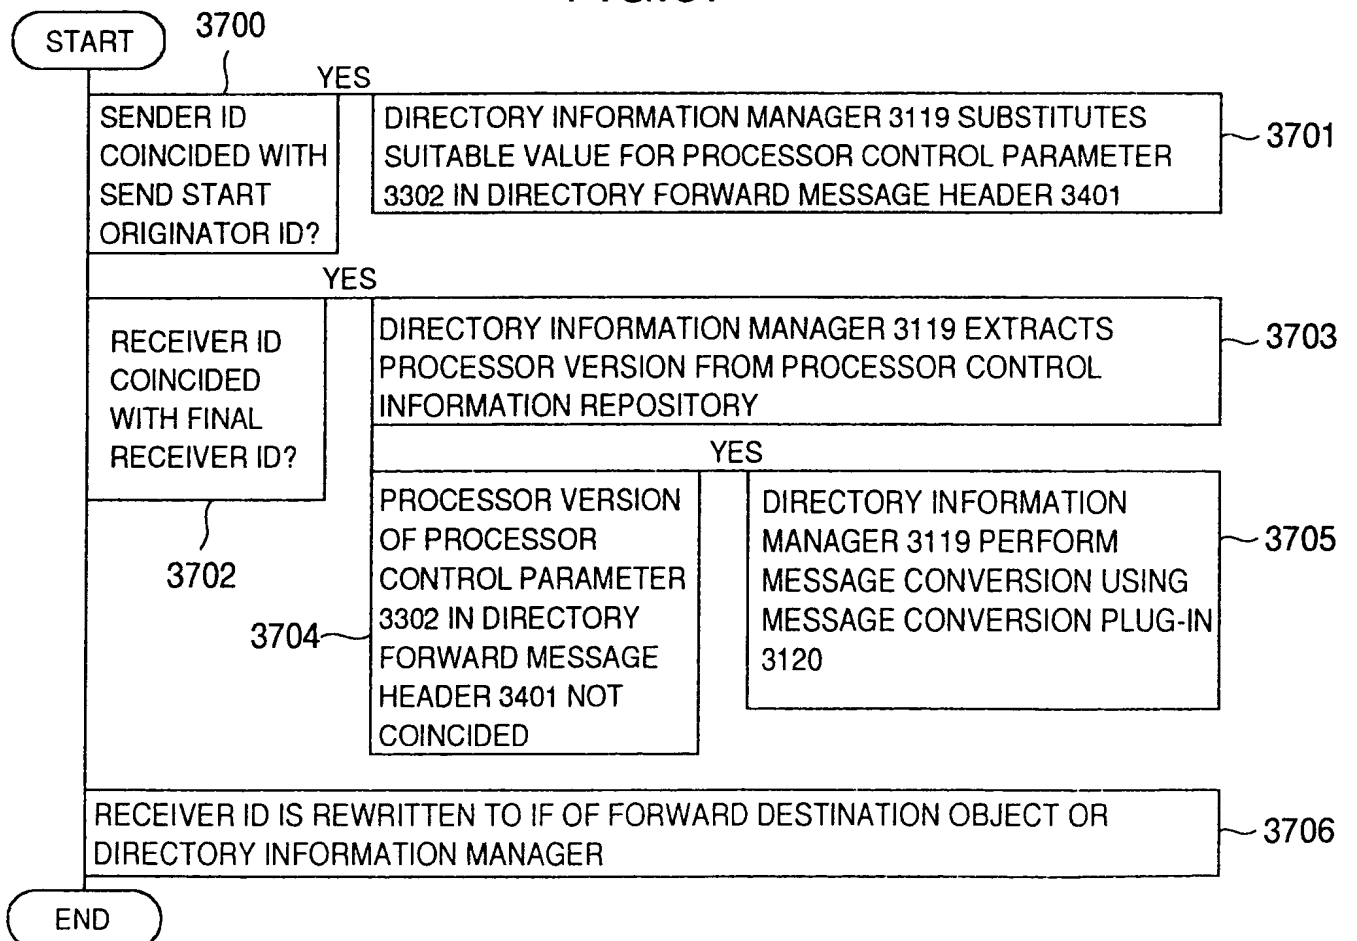 START
3700
YES
SENDER ID
COINCIDED WITH
SEND START
ORIGINATOR ID?
DIRECTORY INFORMATION MANAGER 3119 SUBSTITUTES
SUITABLE VALUE FOR PROCESSOR CONTROL PARAMETER
3302 IN DIRECTORY FORWARD MESSAGE HEADER 3401
3701
YES
RECEIVER ID
COINCIDED
WITH FINAL
RECEIVER ID?
3702
DIRECTORY INFORMATION MANAGER 3119 EXTRACTS
PROCESSOR VERSION FROM PROCESSOR CONTROL
INFORMATION REPOSITORY
3703
YES
PROCESSOR VERSION
OF PROCESSOR
CONTROL PARAMETER
3302 IN DIRECTORY
FORWARD MESSAGE
HEADER 3401 NOT
COINCIDED
3704
DIRECTORY INFORMATION
MANAGER 3119 PERFORM
MESSAGE CONVERSION USING
MESSAGE CONVERSION PLUG-IN
3120
3705
RECEIVER ID IS REWRITTEN TO IF OF FORWARD DESTINATION OBJECT OR
DIRECTORY INFORMATION MANAGER
3706
END